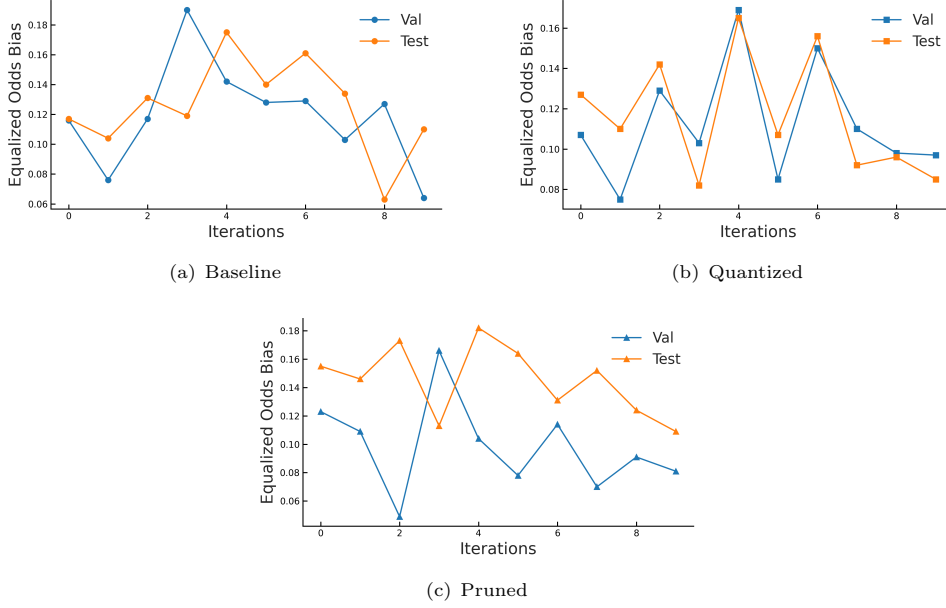 0.18
0.16
0.14
0.12
0.10
0.08
0.06
Equalized Odds Bias
Val
Test
0 2 4 6 8
Iterations
(a) Baseline
0.16
0.14
0.12
0.10
0.08
Equalized Odds Bias
Val
Test
0 2 4 6 8
Iterations
(b) Quantized
0.18
0.16
0.14
0.12
0.10
0.08
0.06
Equalized Odds Bias
Val
Test
0 2 4 6 8
Iterations
(c) Pruned